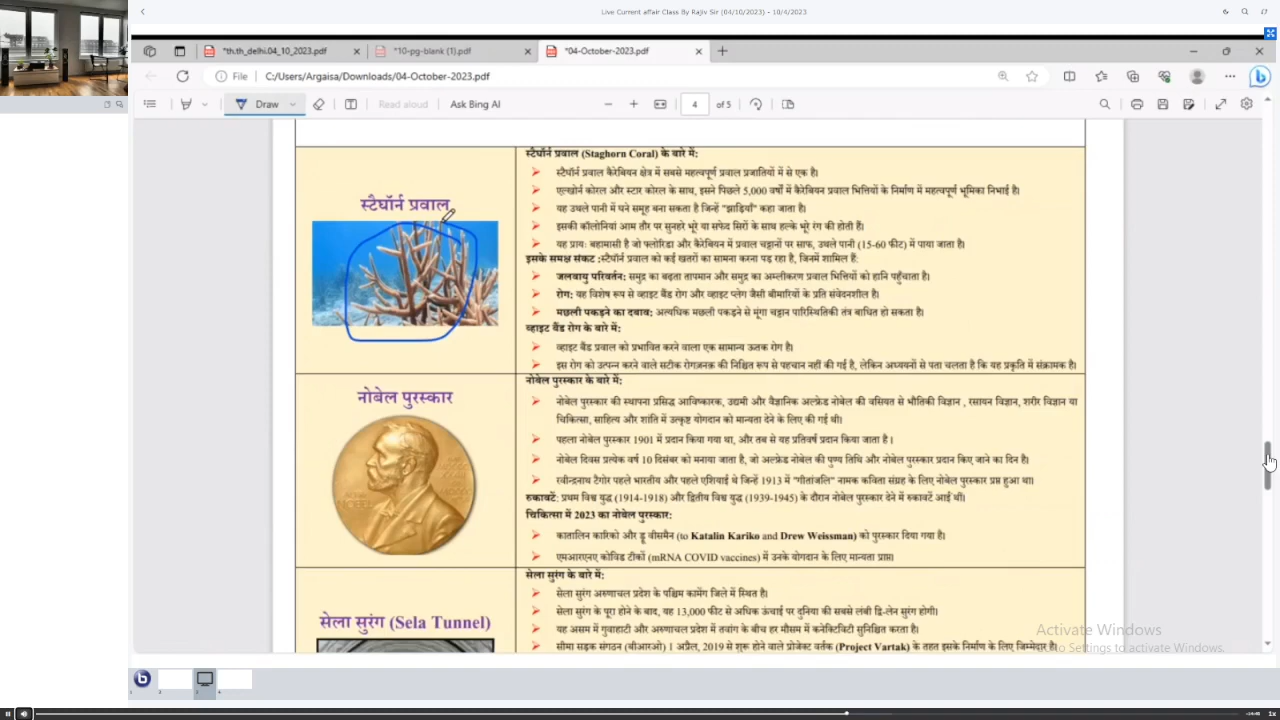 Live Current affair Class By Rajiv Sir (04/10/2023) - 10/4/2023
*th.th_delhi.04_10_2023.pdf
*10-pg-blank (1).pdf
*04-October-2023.pdf
File
C:/Users/Argaisa/Downloads/04-October-2023.pdf
Draw
Read aloud
Ask Bing AI
4 of 5
स्टैघॉर्न प्रवाल
स्टैघॉर्न प्रवाल (Staghorn Coral) के बारे में:
स्टैघॉर्न प्रवाल कैरेबियन क्षेत्र में सबसे महत्वपूर्ण प्रवाल प्रजातियों में से एक है।
एल्खोर्न कोरल और स्टार कोरल के साथ, इसने पिछले 5,000 वर्षों में कैरेबियन प्रवाल भित्तियों के निर्माण में महत्वपूर्ण भूमिका निभाई है।
यह उथले पानी में घने समूह बना सकता है जिन्हें "झाड़ियाँ" कहा जाता है।
इसकी कॉलोनियां आम तौर पर सुनहरे भूरे या सफेद सिरों के साथ हल्के भूरे रंग की होती हैं।
यह प्रायः बहामासी है जो फ्लोरिडा और कैरेबियन में प्रवाल चट्टानों पर साफ, उथले पानी (15-60 फीट) में पाया जाता है।
इसके समक्ष संकट :स्टैघॉर्न प्रवाल को कई खतरों का सामना करना पड़ रहा है, जिनमें शामिल हैं:
जलवायु परिवर्तन: समुद्र का बढ़ता तापमान और समुद्र का अम्लीकरण प्रवाल भित्तियों को हानि पहुँचाता है।
रोग: यह विशेष रूप से व्हाइट बैंड रोग और व्हाइट प्लेग जैसी बीमारियों के प्रति संवेदनशील है।
मछली पकड़ने का दबाव: अत्यधिक मछली पकड़ने से मूंगा चट्टान पारिस्थितिकी तंत्र बाधित हो सकता है।
व्हाइट बैंड रोग के बारे में:
व्हाइट बैंड प्रवाल को प्रभावित करने वाला एक सामान्य ऊतक रोग है।
इस रोग को उत्पन्न करने वाले सटीक रोगज़नक़ की निश्चित रूप से पहचान नहीं की गई है, लेकिन अध्ययनों से पता चलता है कि यह प्रकृति में संक्रामक है।
नोबेल पुरस्कार
नोबेल पुरस्कार के बारे में:
नोबेल पुरस्कार की स्थापना प्रसिद्ध आविष्कारक, उद्यमी और वैज्ञानिक अल्फ्रेड नोबेल की वसियत से भौतिकी विज्ञान , रसायन विज्ञान, शरीर विज्ञान या
चिकित्सा, साहित्य और शांति में उत्कृष्ट योगदान को मान्यता देने के लिए की गई थी।
पहला नोबेल पुरस्कार 1901 में प्रदान किया गया था, और तब से यह प्रतिवर्ष प्रदान किया जाता है ।
नोबेल दिवस प्रत्येक वर्ष 10 दिसंबर को मनाया जाता है, जो अल्फ्रेड नोबेल की पुण्य तिथि और नोबेल पुरस्कार प्रदान किए जाने का दिन है।
रवीन्द्रनाथ टैगोर पहले भारतीय और पहले एशियाई थे जिन्हें 1913 में "गीतांजलि" नामक कविता संग्रह के लिए नोबेल पुरस्कार प्राप्त हुआ था।
रुकावटें: प्रथम विश्व युद्ध (1914-1918) और द्वितीय विश्व युद्ध (1939-1945) के दौरान नोबेल पुरस्कार देने में रुकावटें आई थीं।
चिकित्सा में 2023 का नोबेल पुरस्कार:
कातालिन कारिको और ड्रू वीसमैन (to Katalin Kariko and Drew Weissman) को पुरस्कार दिया गया है।
एमआरएनए कोविड टीकों (mRNA COVID vaccines) में उनके योगदान के लिए मान्यता प्राप्त।
सेला सुरंग (Sela Tunnel)
सेला सुरंग के बारे में:
सेला सुरंग अरुणाचल प्रदेश के पश्चिम कामेंग जिले में स्थित है।
सेला सुरंग के पूरा होने के बाद, यह 13,000 फीट से अधिक ऊंचाई पर दुनिया की सबसे लंबी द्वि-लेन सुरंग होगी।
यह असम में गुवाहाटी और अरुणाचल प्रदेश में तवांग के बीच हर मौसम में कनेक्टिविटी सुनिश्चित करता है।
सीमा सड़क संगठन (बीआरओ) 1 अप्रैल, 2019 से शुरू होने वाले प्रोजेक्ट वर्तक (Project Vartak) के तहत इसके निर्माण के लिए जिम्मेदार है।
Activate Windows
Go to Settings to activate Windows.
1x